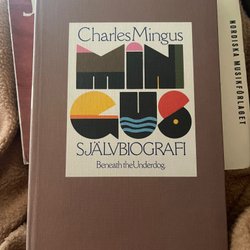 Charles Mingus
MIN
GUS
SJÄLVBIOGRAFI
Beneath the Underdog.
NORDISKA MUSIKFÖRLAGET